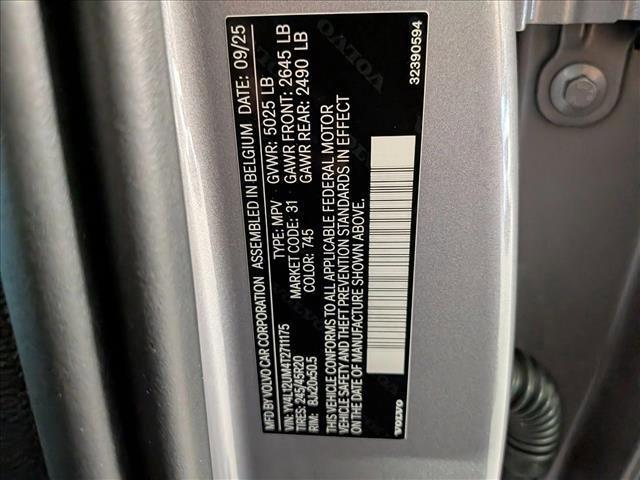 MFD BY VOLVO CAR CORPORATION ASSEMBLED IN BELGIUM DATE: 09/25
VIN: YV4L12UM4T2711175 TYPE: MPV GVWR: 5025 LB
TIRES: 245/45R20 MARKET CODE: 31 GAWR FRONT: 2645 LB
RIM: 8Jx20x50.5 COLOR: 745 GAWR REAR: 2490 LB
THIS VEHICLE CONFORMS TO ALL APPLICABLE FEDERAL MOTOR
VEHICLE SAFETY AND THEFT PREVENTION STANDARDS IN EFFECT
ON THE DATE OF MANUFACTURE SHOWN ABOVE.
VOLVO 32390594